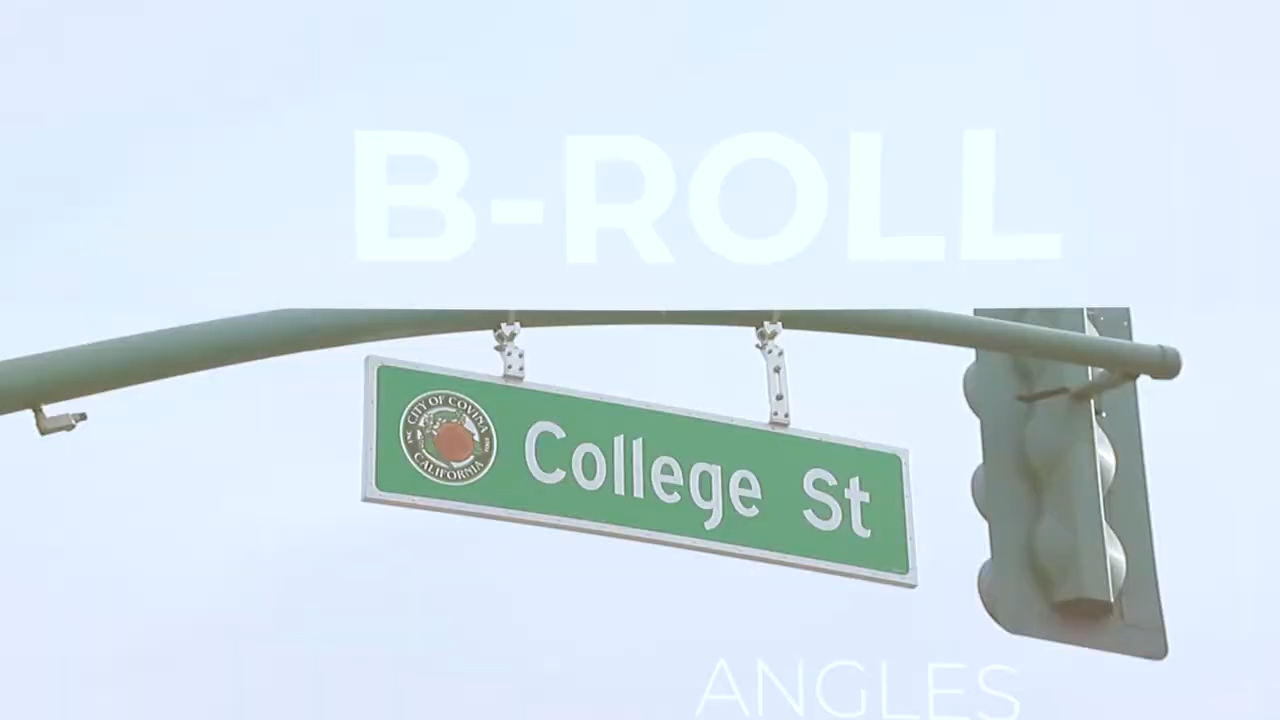 B-ROLL
CITY OF COVINA
College St
CALIFORNIA
ANGLES